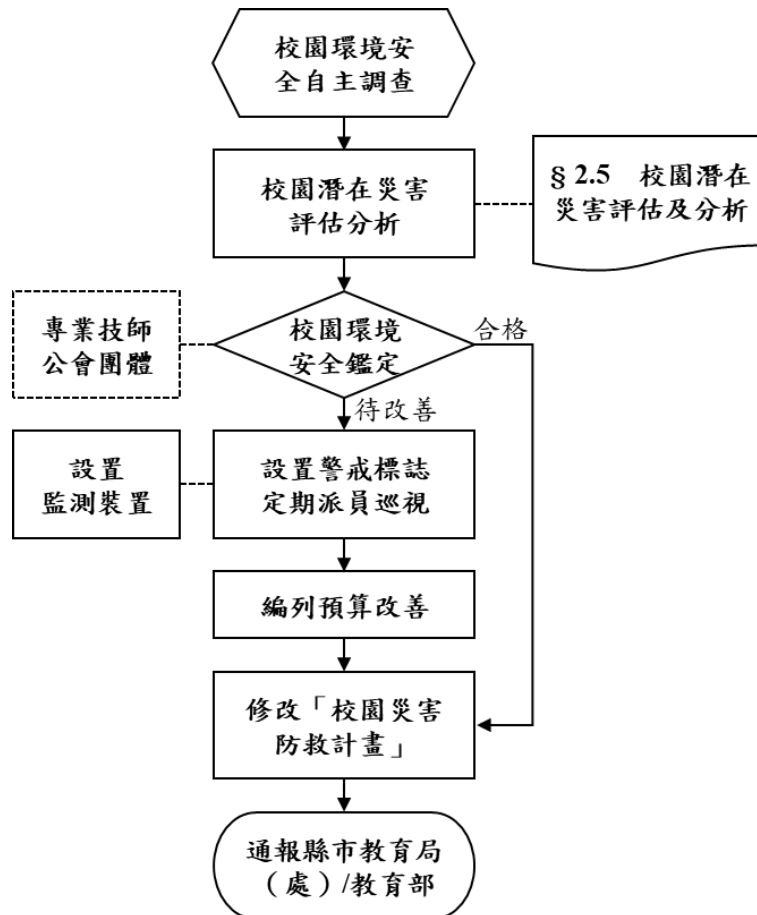 校園環境安
全自主調查
校園潛在災害
評估分析
§ 2.5 校園潛在
災害評估及分析
專業技師
公會團體
校園環境
安全鑑定
合格
待改善
設置
監測裝置
設置警戒標誌
定期派員巡視
編列預算改善
修改「校園災害
防救計畫」
通報縣市教育局
（處）/教育部